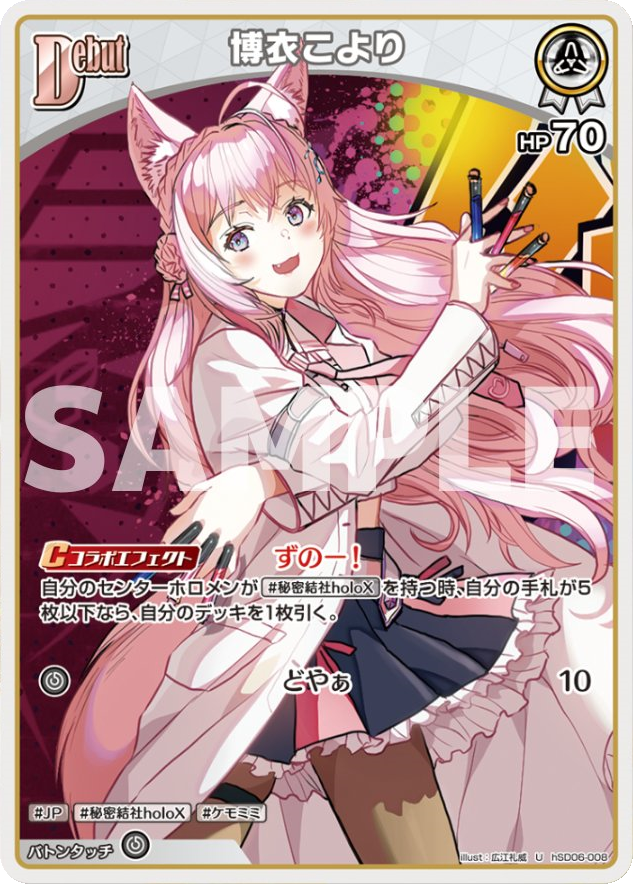 Debut
博衣こより
HP70
SAMPLE
Cコラボエフェクト ずのー!
自分のセンターホロメンが #秘密結社holoX を持つ時、自分の手札が5
枚以下なら、自分のデッキを1枚引く。
どやぁ 10
#JP #秘密結社holoX #ケモミミ
バトンタッチ
illust:広江礼威 U hSD06-008